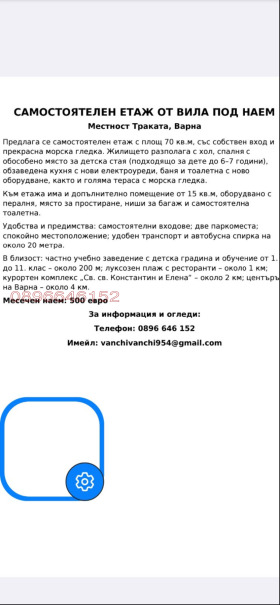 САМОСТОЯТЕЛЕН ЕТАЖ ОТ ВИЛА ПОД НАЕМ
Местност Траката, Варна
Предлага се самостоятелен етаж с площ 70 кв.м, със собствен вход и
прекрасна морска гледка. Жилището разполага с хол, спалня с
обособено място за детска стая (подходящо за дете до 6–7 години),
обзаведена кухня с нови електроуреди, баня и тоалетна с ново
оборудване, както и голяма тераса с морска гледка.
Към етажа има и допълнително помещение от 15 кв.м, оборудвано с
пералня, място за простиране, ниши за багаж и самостоятелна
тоалетна.
Удобства и предимства: самостоятелни входове; две паркоместа;
спокойно местоположение; удобен транспорт и автобусна спирка на
около 20 метра.
В близост: частно учебно заведение с детска градина и обучение от 1.
до 11. клас – около 200 м; луксозен плаж с ресторанти – около 1 км;
курортен комплекс „Св. св. Константин и Елена“ – около 2 км; център
на Варна – около 4 км.
0896646152
Месечен наем: 500 евро
За информация и огледи:
Телефон: 0896 646 152
Имейл: vanchivanchi954@gmail.com